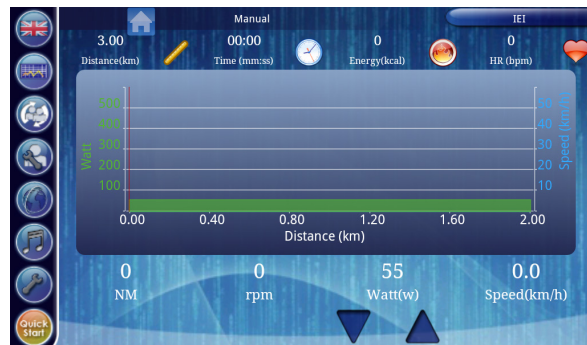 Manual IEI
3.00 00:00 0 0
Distance(km) Time (mm:ss) Energy(kcal) HR (bpm)
500 50
400 40
300 30
200 20
100 10
Watt
Speed (km/h)
0.00 0.40 0.80 1.20 1.60 2.00
Distance (km)
0 0 55 0.0
NM rpm Watt(w) Speed(km/h)
Quick
Start